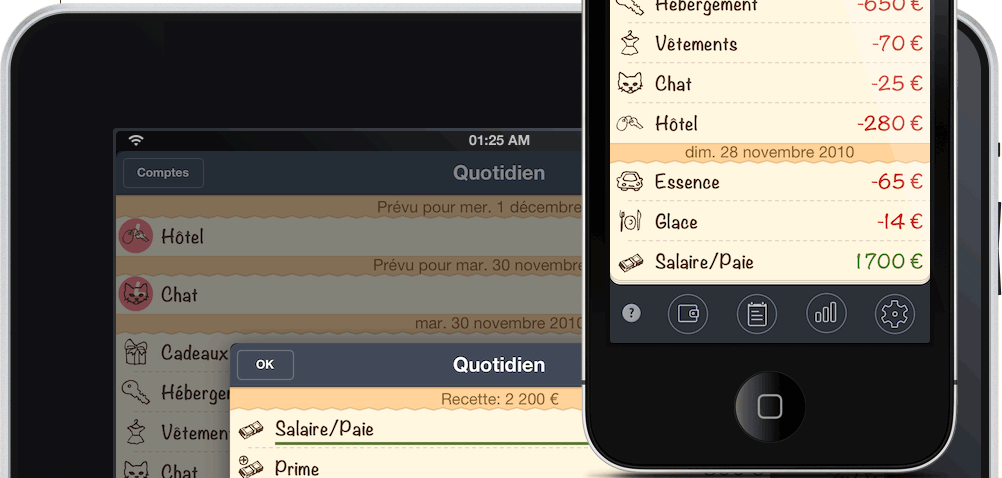 01:25 AM
Comptes
Quotidien
Prévu pour mer. 1 décembre
Hôtel
Prévu pour mar. 30 novembre
Chat
mar. 30 novembre 2010
Cadeaux
Hébergem
Vêtemen
Chat
OK
Quotidien
Recette: 2 200 €
Salaire/Paie
Prime
Hébergement -650 €
Vêtements -70 €
Chat -25 €
Hôtel -280 €
dim. 28 novembre 2010
Essence -65 €
Glace -14 €
Salaire/Paie 1700 €
?